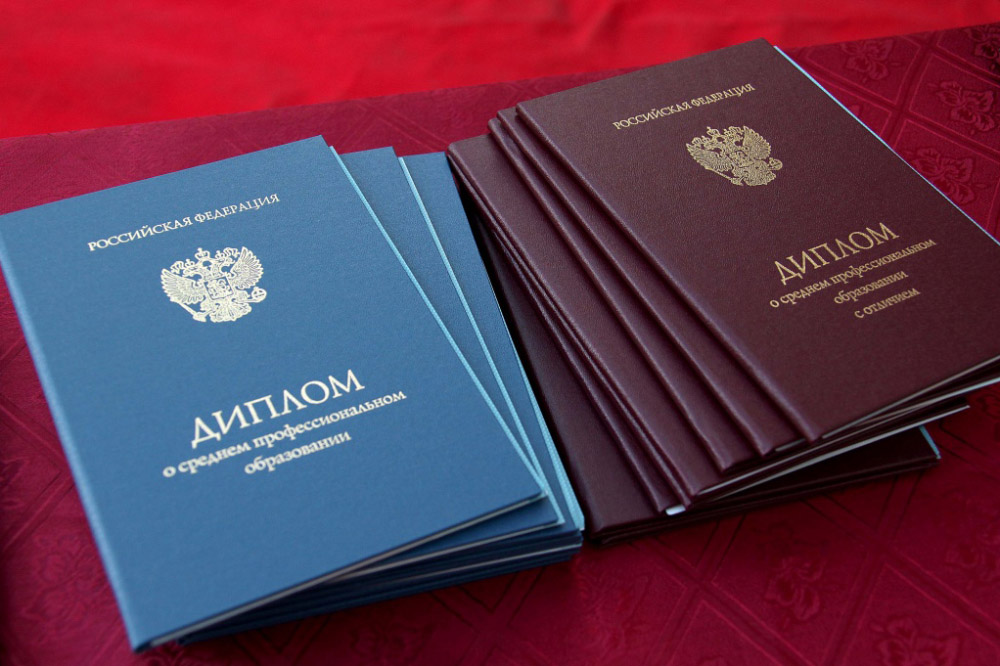 РОССИЙСКАЯ ФЕДЕРАЦИЯ
ДИПЛОМ
о среднем профессиональном
образовании
РОССИЙСКАЯ ФЕДЕРАЦИЯ
ДИПЛОМ
о среднем профессиональном
образовании
с отличием